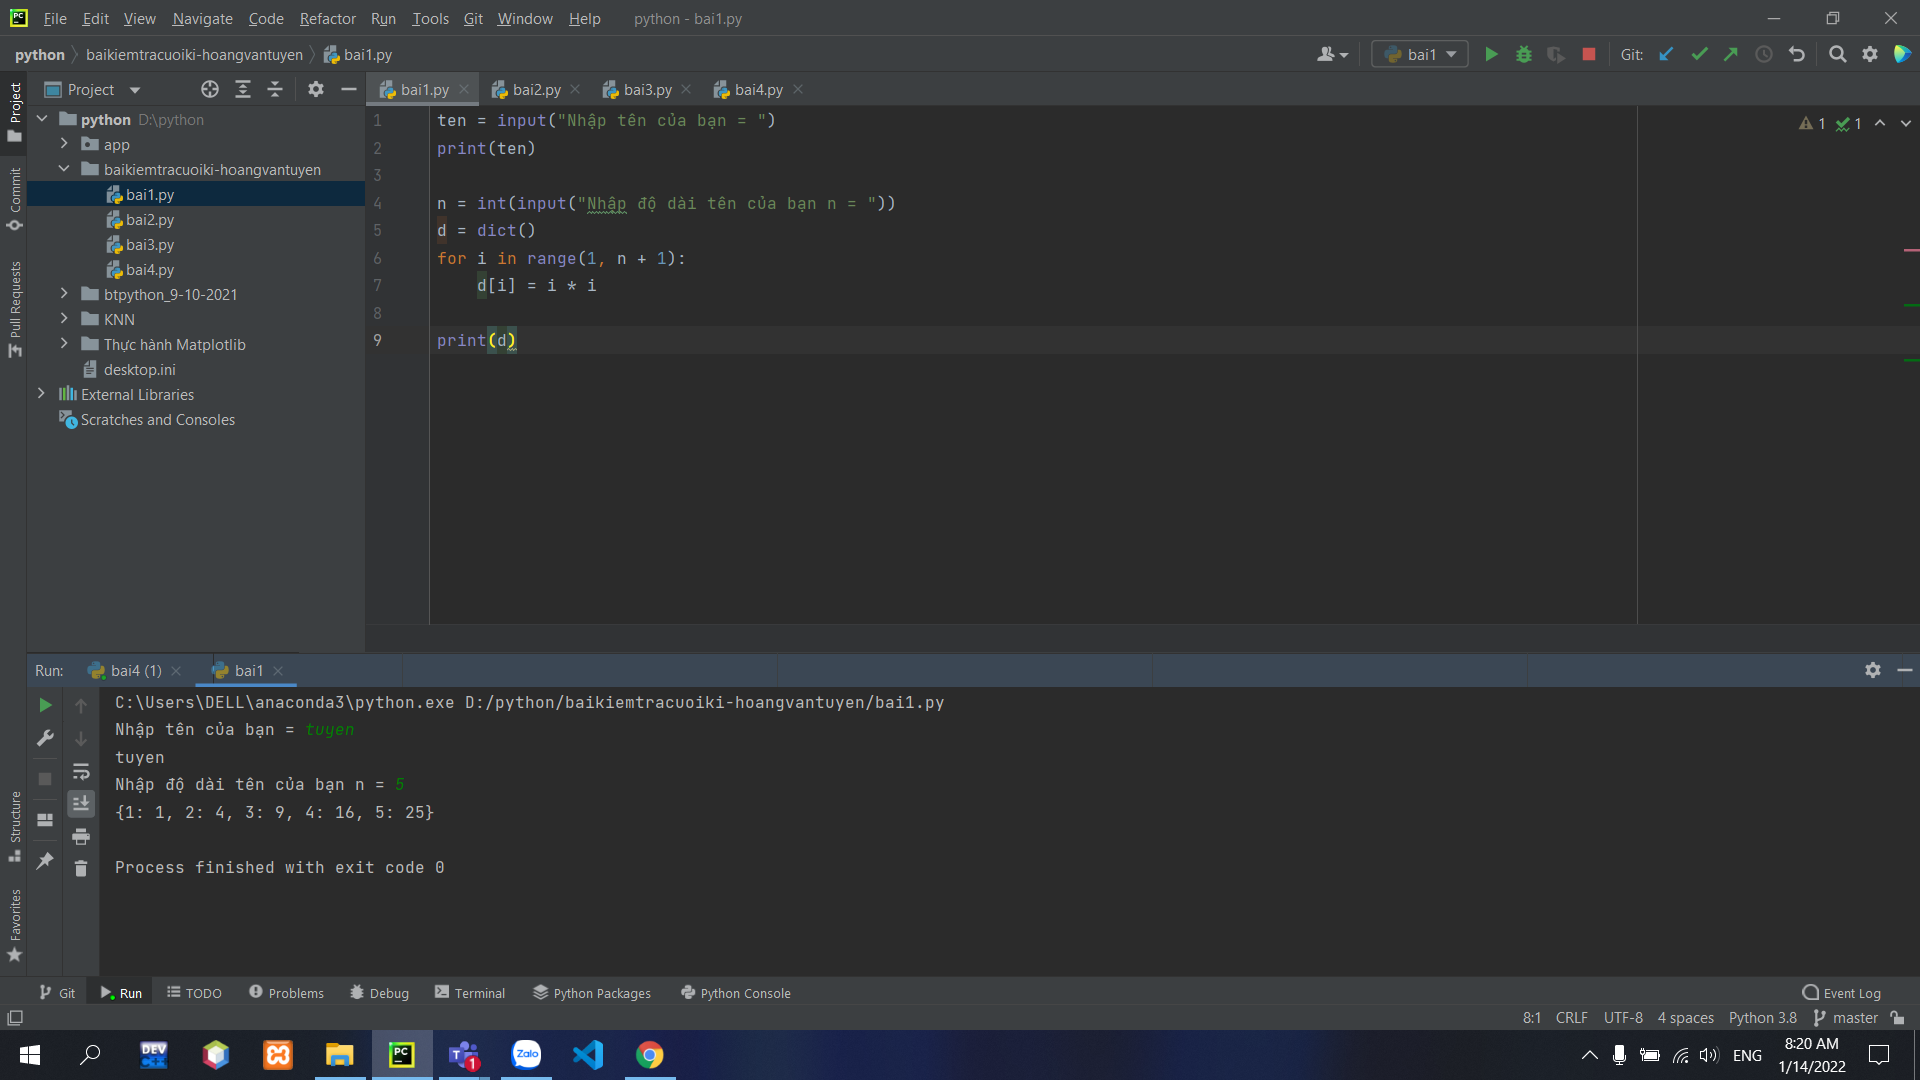 File Edit View Navigate Code Refactor Run Tools Git Window Help python - bai1.py
python baikiemtracuoiki-hoangvantuyen bai1.py
bai1 Git:
Project
bai1.py bai2.py bai3.py bai4.py
python D:\python
app
baikiemtracuoiki-hoangvantuyen
bai1.py
bai2.py
bai3.py
bai4.py
btpython_9-10-2021
KNN
Thực hành Matplotlib
desktop.ini
External Libraries
Scratches and Consoles
Project
Commit
Pull Requests
Structure
Favorites
1 ten = input("Nhập tên của bạn = ")
2 print(ten)
3
4 n = int(input("Nhập độ dài tên của bạn n = "))
5 d = dict()
6 for i in range(1, n + 1):
7 d[i] = i * i
8
9 print(d)
1 1
Run: bai4 (1) bai1
C:\Users\DELL\anaconda3\python.exe D:/python/baikiemtracuoiki-hoangvantuyen/bai1.py
Nhập tên của bạn = tuyen
tuyen
Nhập độ dài tên của bạn n = 5
{1: 1, 2: 4, 3: 9, 4: 16, 5: 25}
Process finished with exit code 0
Git Run TODO Problems Debug Terminal Python Packages Python Console Event Log
8:1 CRLF UTF-8 4 spaces Python 3.8 master
DEV C++ PC T 1 Zalo ENG
8:20 AM
1/14/2022